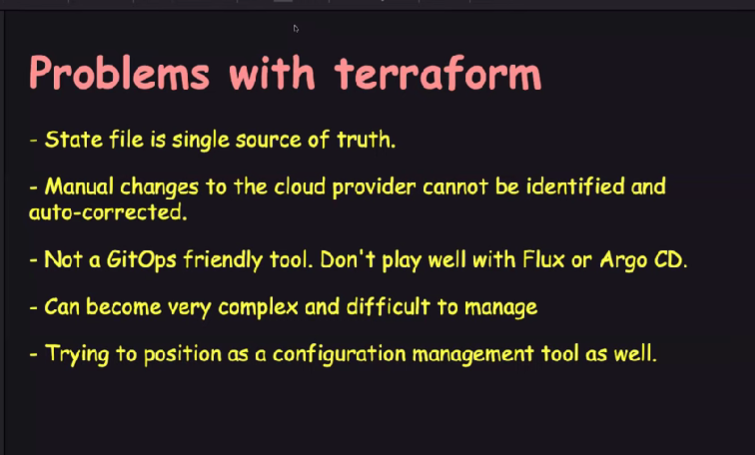 Problems with terraform
- State file is single source of truth.
- Manual changes to the cloud provider cannot be identified and
auto-corrected.
- Not a GitOps friendly tool. Don't play well with Flux or Argo CD.
- Can become very complex and difficult to manage
- Trying to position as a configuration management tool as well.